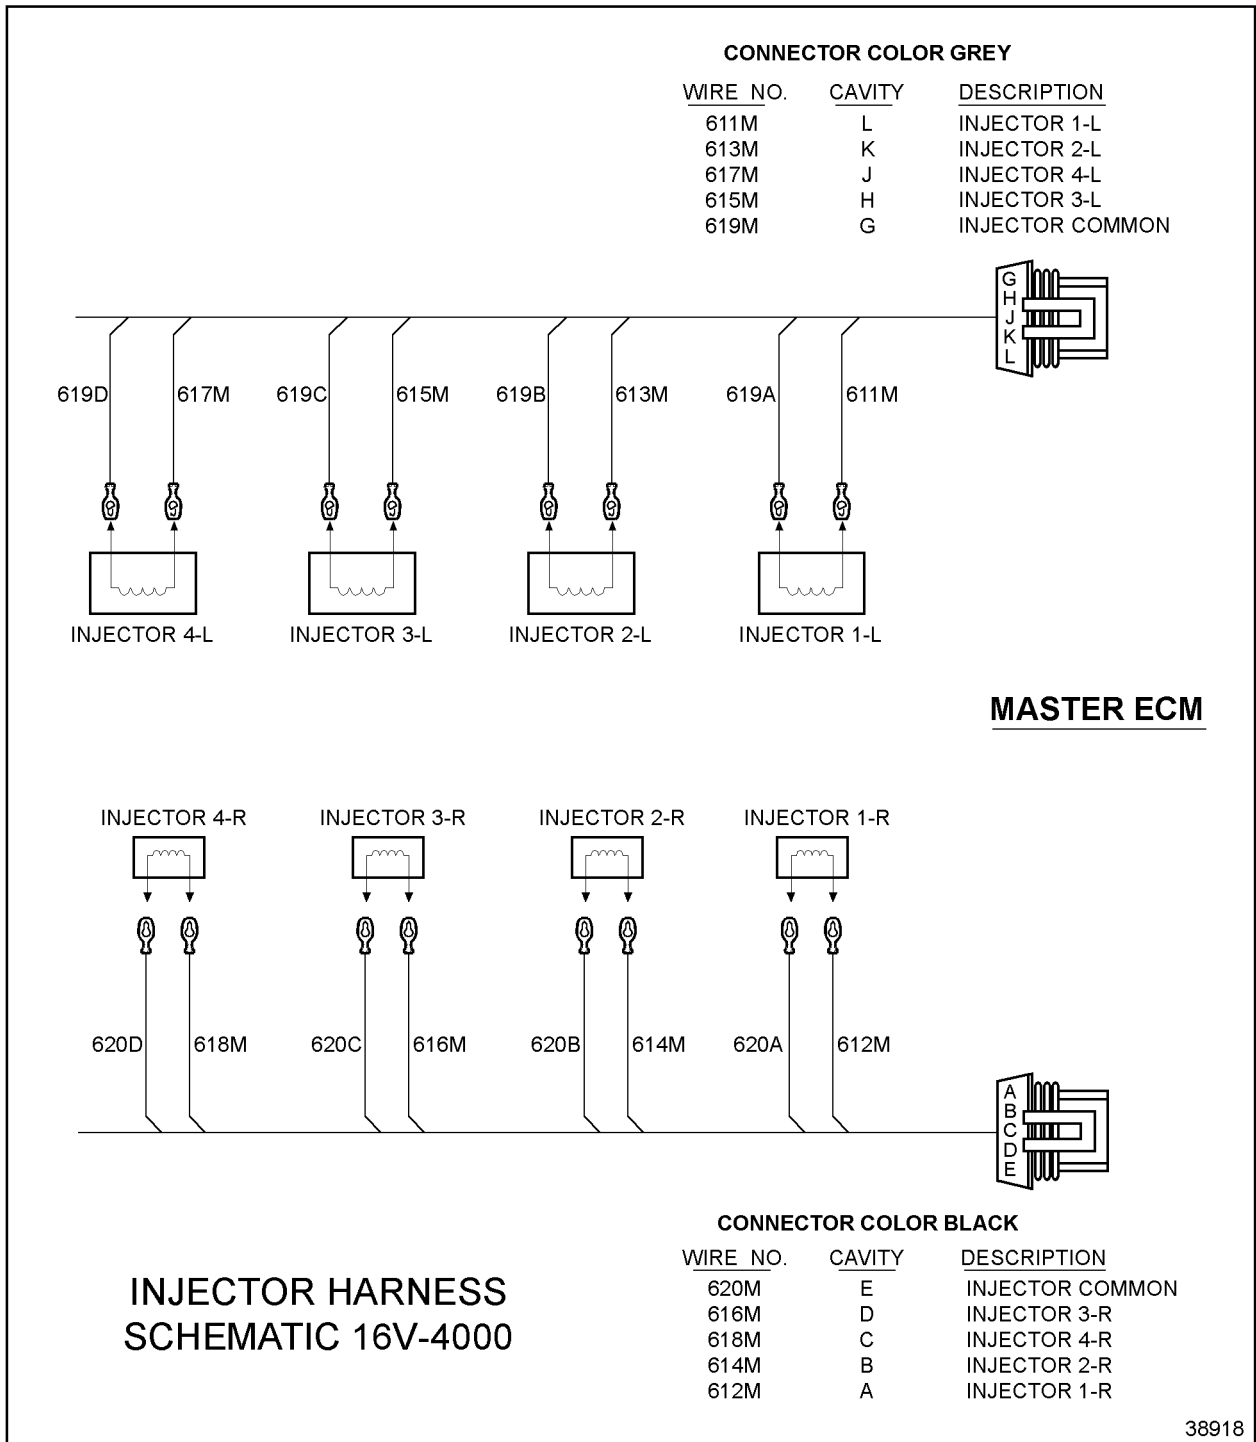 CONNECTOR COLOR GREY
WIRE NO. CAVITY DESCRIPTION
611M L INJECTOR 1-L
613M K INJECTOR 2-L
617M J INJECTOR 4-L
615M H INJECTOR 3-L
619M G INJECTOR COMMON
G
H
J
K
L
619D 617M 619C 615M 619B 613M 619A 611M
INJECTOR 4-L INJECTOR 3-L INJECTOR 2-L INJECTOR 1-L
MASTER ECM
INJECTOR 4-R INJECTOR 3-R INJECTOR 2-R INJECTOR 1-R
620D 618M 620C 616M 620B 614M 620A 612M
A
B
C
D
E
CONNECTOR COLOR BLACK
WIRE NO. CAVITY DESCRIPTION
620M E INJECTOR COMMON
616M D INJECTOR 3-R
618M C INJECTOR 4-R
614M B INJECTOR 2-R
612M A INJECTOR 1-R
INJECTOR HARNESS
SCHEMATIC 16V-4000
38918